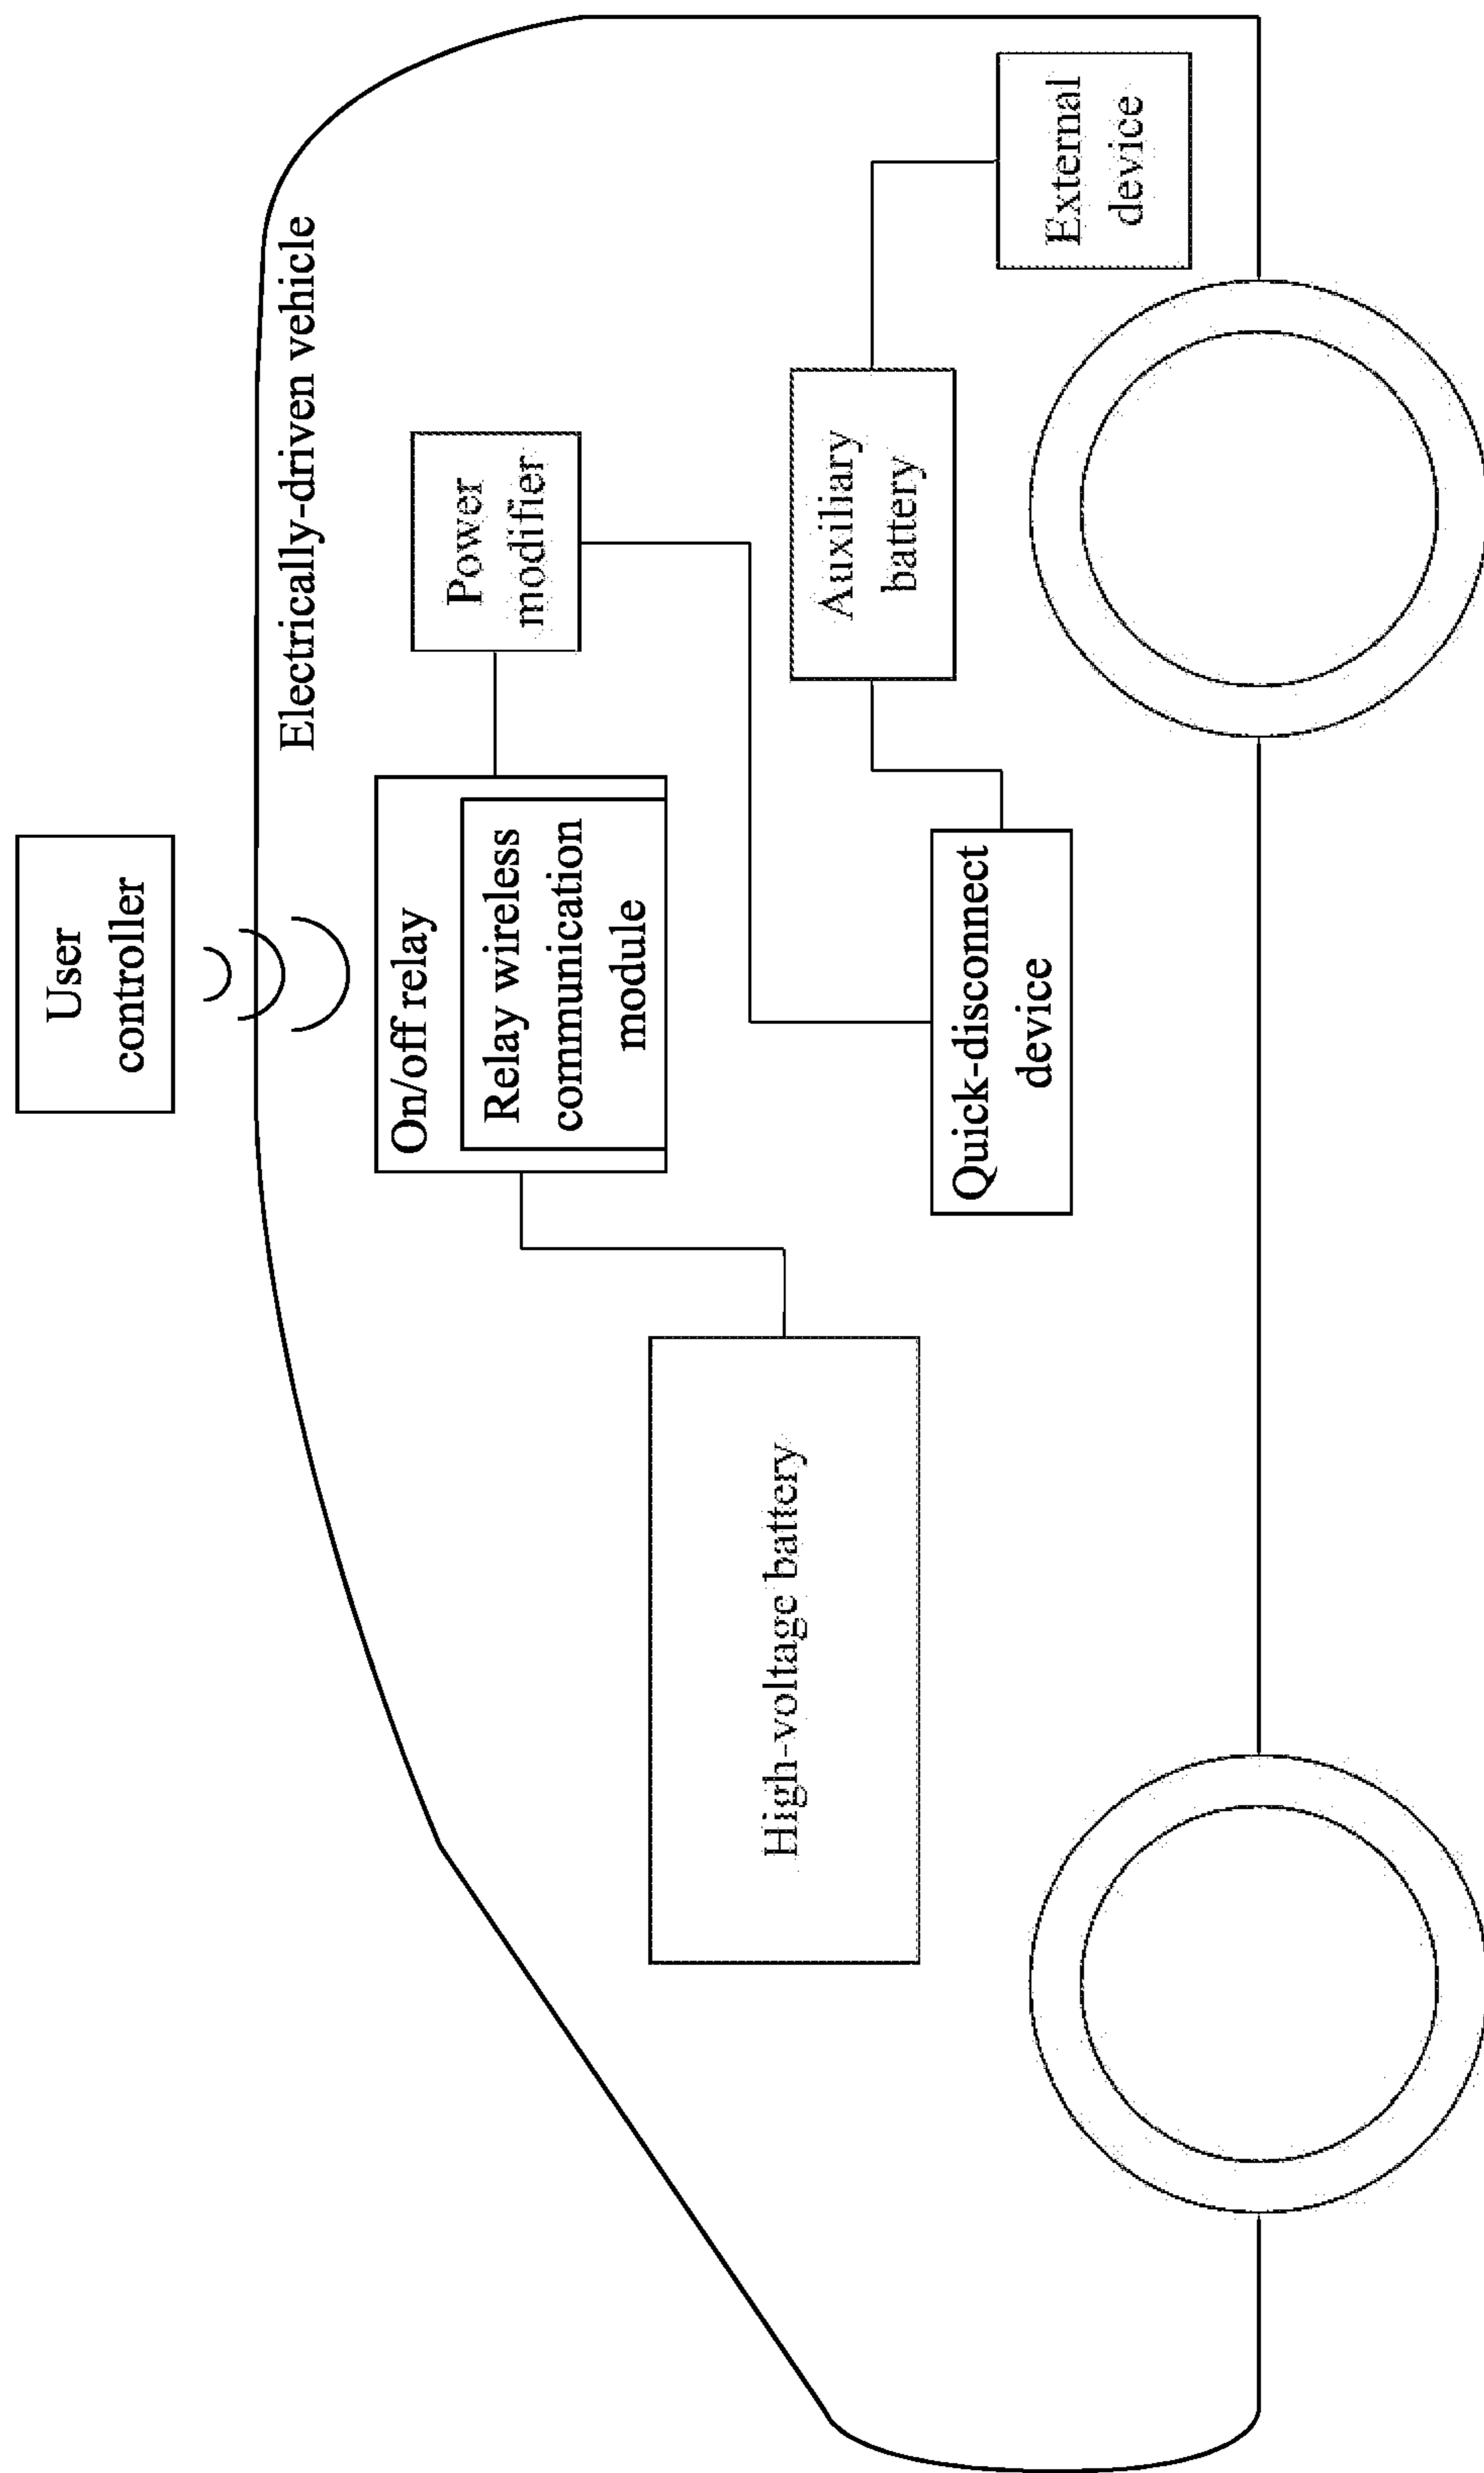 User
controller
Electrically-driven vehicle
On/off relay
Relay wireless
communication
module
Power
modifier
High-voltage battery
Auxiliary
battery
Quick-disconnect
device
External
device